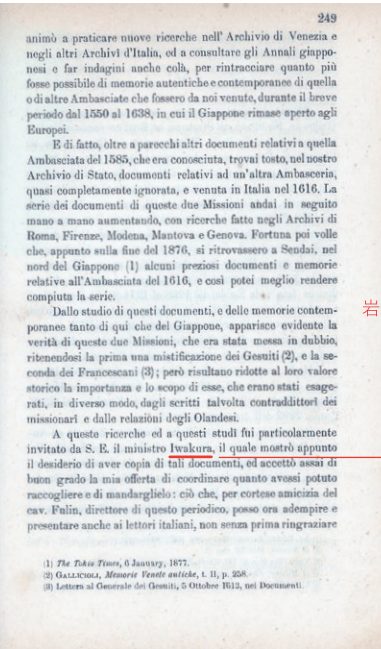 249
animò a praticare nuove ricerche nell' Archivio di Venezia e
negli altri Archivî d'Italia, ed a consultare gli Annali giappo-
nesi e far indagini anche colà, per rintracciare quanto più
fosse possibile di memorie autentiche e contemporanee di quella
o di altre Ambasciate che fossero da noi venute, durante il breve
periodo dal 1550 al 1638, in cui il Giappone rimase aperto agli
Europei.
E di fatto, oltre a parecchi altri documenti relativi a quella
Ambasciata del 1585, che era conosciuta, trovai tosto, nel nostro
Archivio di Stato, documenti relativi ad un'altra Ambasceria,
quasi completamente ignorata, e venuta in Italia nel 1616. La
serie dei documenti di queste due Missioni andai in seguito
mano a mano aumentando, con ricerche fatte negli Archivi di
Roma, Firenze, Modena, Mantova e Genova. Fortuna poi volle
che, appunto sulla fine del 1876, si ritrovassero a Sendai, nel
nord del Giappone (1) alcuni preziosi documenti e memorie
relative all'Ambasciata del 1616, e così potei meglio rendere
compiuta la serie.
Dallo studio di questi documenti, e delle memorie contem-
poranee tanto di qui che del Giappone, apparisce evidente la
verità di queste due Missioni, che era stata messa in dubbio,
ritenendosi la prima una mistificazione dei Gesuiti (2), e la se-
conda dei Francescani (3); però risultano ridotte al loro valore
storico la importanza e lo scopo di esse, che erano stati esage-
rati, in diverso modo, dagli scritti talvolta contraddittorî dei
missionarî e dalle relazioni degli Olandesi.
A queste ricerche ed a questi studî fui particolarmente
invitato da S. E. il ministro Iwakura, il quale mostrò appunto
il desiderio di aver copia di tali documenti, ed accettò assai di
buon grado la mia offerta di coordinare quanto avessi potuto
raccogliere e di mandarglielo: ciò che, per cortese amicizia del
cav. Fulin, direttore di questo periodico, posso ora adempire e
presentare anche ai lettori italiani, non senza prima ringraziare
(1) The Tokio Times, 6 January, 1877.
(2) GALLICIOLI, Memorie Venete antiche, t. II, p. 258.
(3) Lettera al Generale dei Gesuiti, 5 Ottobre 1612, nei Documenti.
岩